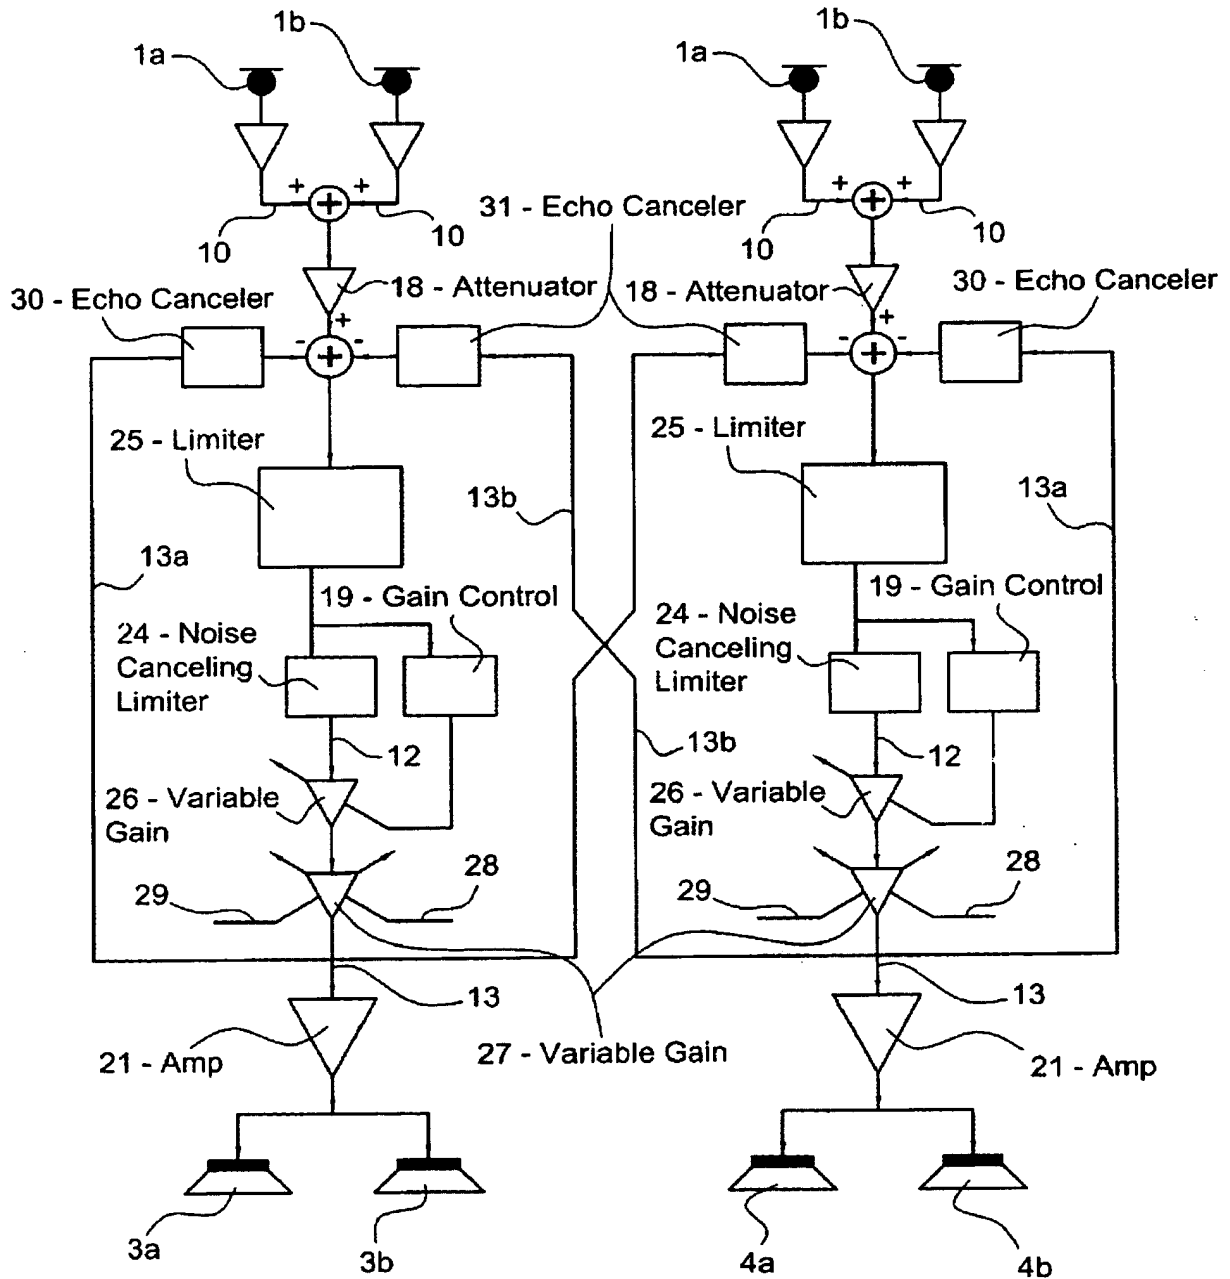 1b
1b
1a
1a
+
+
+
+
+
+
31 - Echo Canceler
10
10
10
10
18 - Attenuator
18 - Attenuator
30 - Echo Canceler
30 - Echo Canceler
+
+
-
+
-
-
+
-
25 - Limiter
25 - Limiter
13b
13a
13a
19 - Gain Control
19 - Gain Control
24 - Noise
Canceling
Limiter
24 - Noise
Canceling
Limiter
12
13b
12
26 - Variable
Gain
26 - Variable
Gain
29
28
29
28
13
13
21 - Amp
27 - Variable Gain
21 - Amp
3a
3b
4a
4b